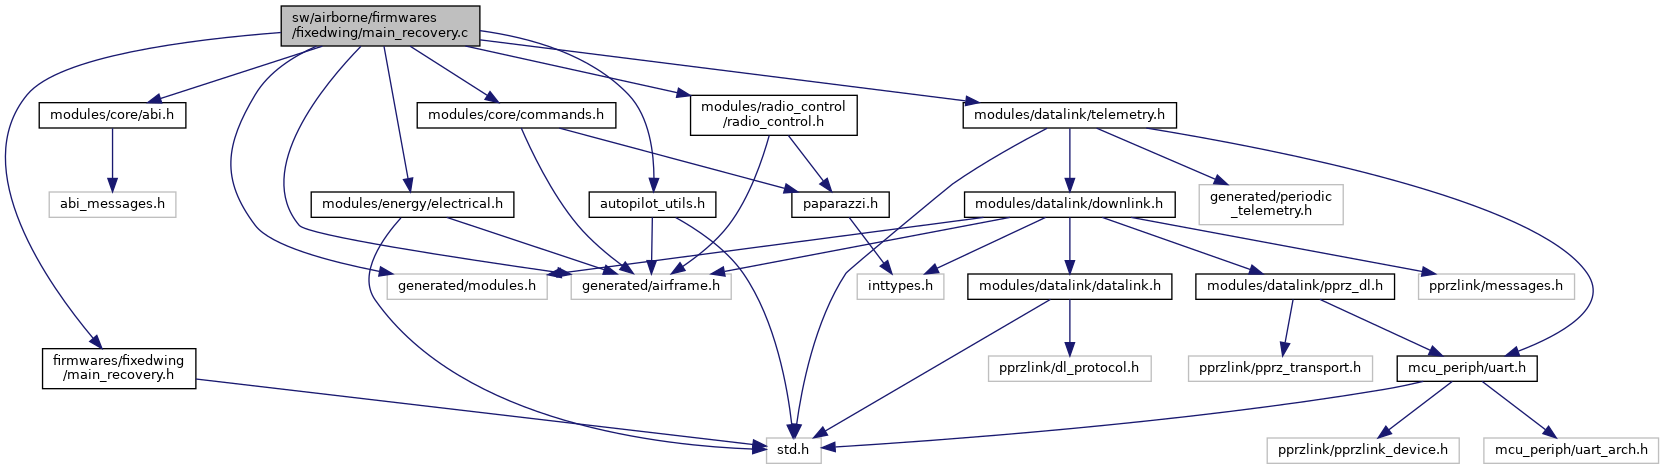 sw/airborne/firmwares
/fixedwing/main_recovery.c
modules/core/abi.h
modules/core/commands.h
modules/radio_control
/radio_control.h
modules/datalink/telemetry.h
abi_messages.h
modules/energy/electrical.h
autopilot_utils.h
paparazzi.h
modules/datalink/downlink.h
generated/periodic
_telemetry.h
generated/modules.h
generated/airframe.h
inttypes.h
modules/datalink/datalink.h
modules/datalink/pprz_dl.h
pprzlink/messages.h
firmwares/fixedwing
/main_recovery.h
pprzlink/dl_protocol.h
pprzlink/pprz_transport.h
mcu_periph/uart.h
std.h
pprzlink/pprzlink_device.h
mcu_periph/uart_arch.h